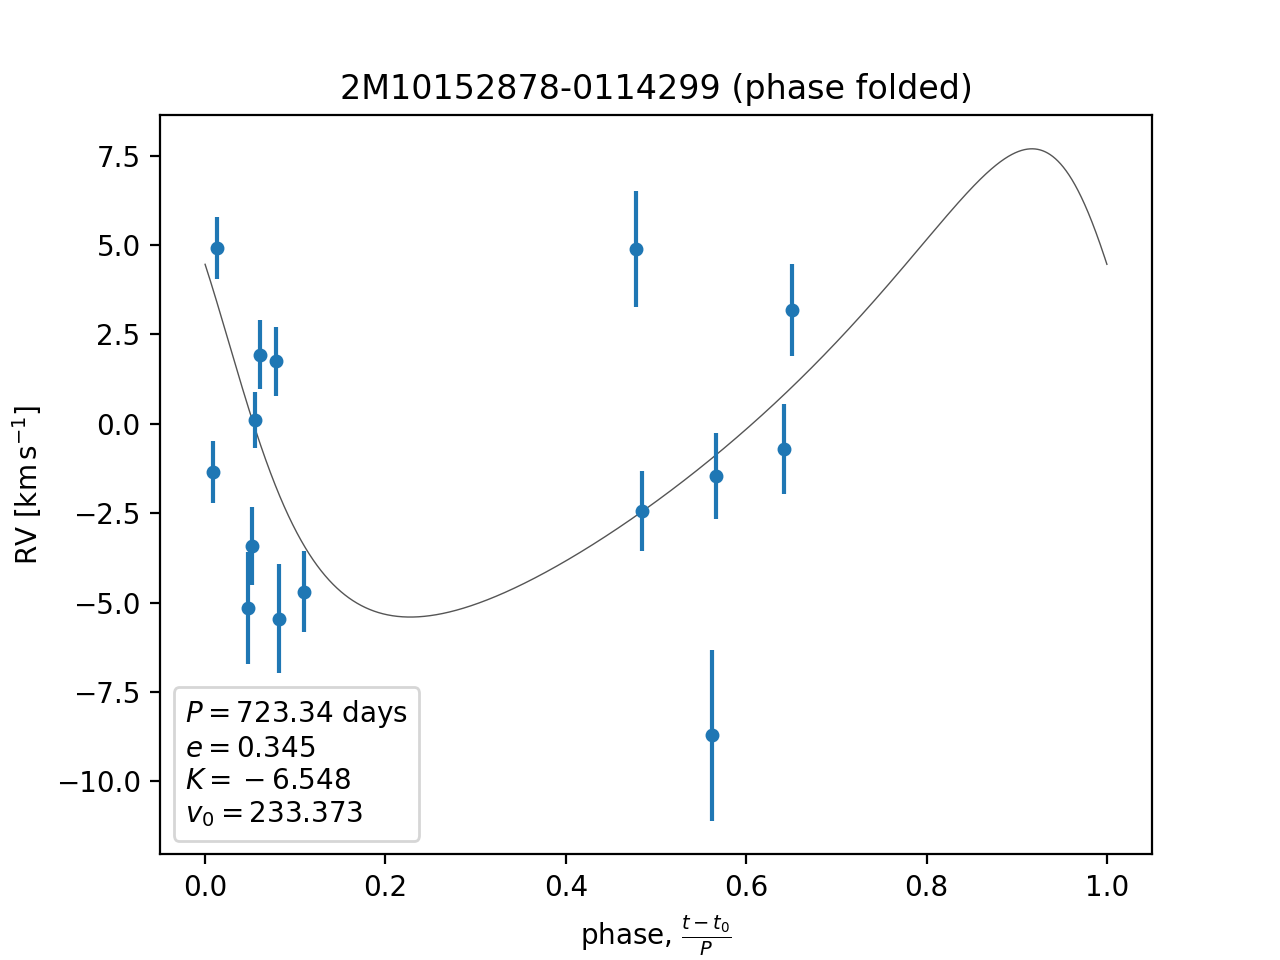 2M10152878-0114299 (phase folded)
7.5
5.0
2.5
0.0
−2.5
−5.0
−7.5
−10.0
RV [km s⁻¹]
P = 723.34 days
e = 0.345
K = −6.548
v₀ = 233.373
0.0 0.2 0.4 0.6 0.8 1.0
phase, (t − t₀)/P